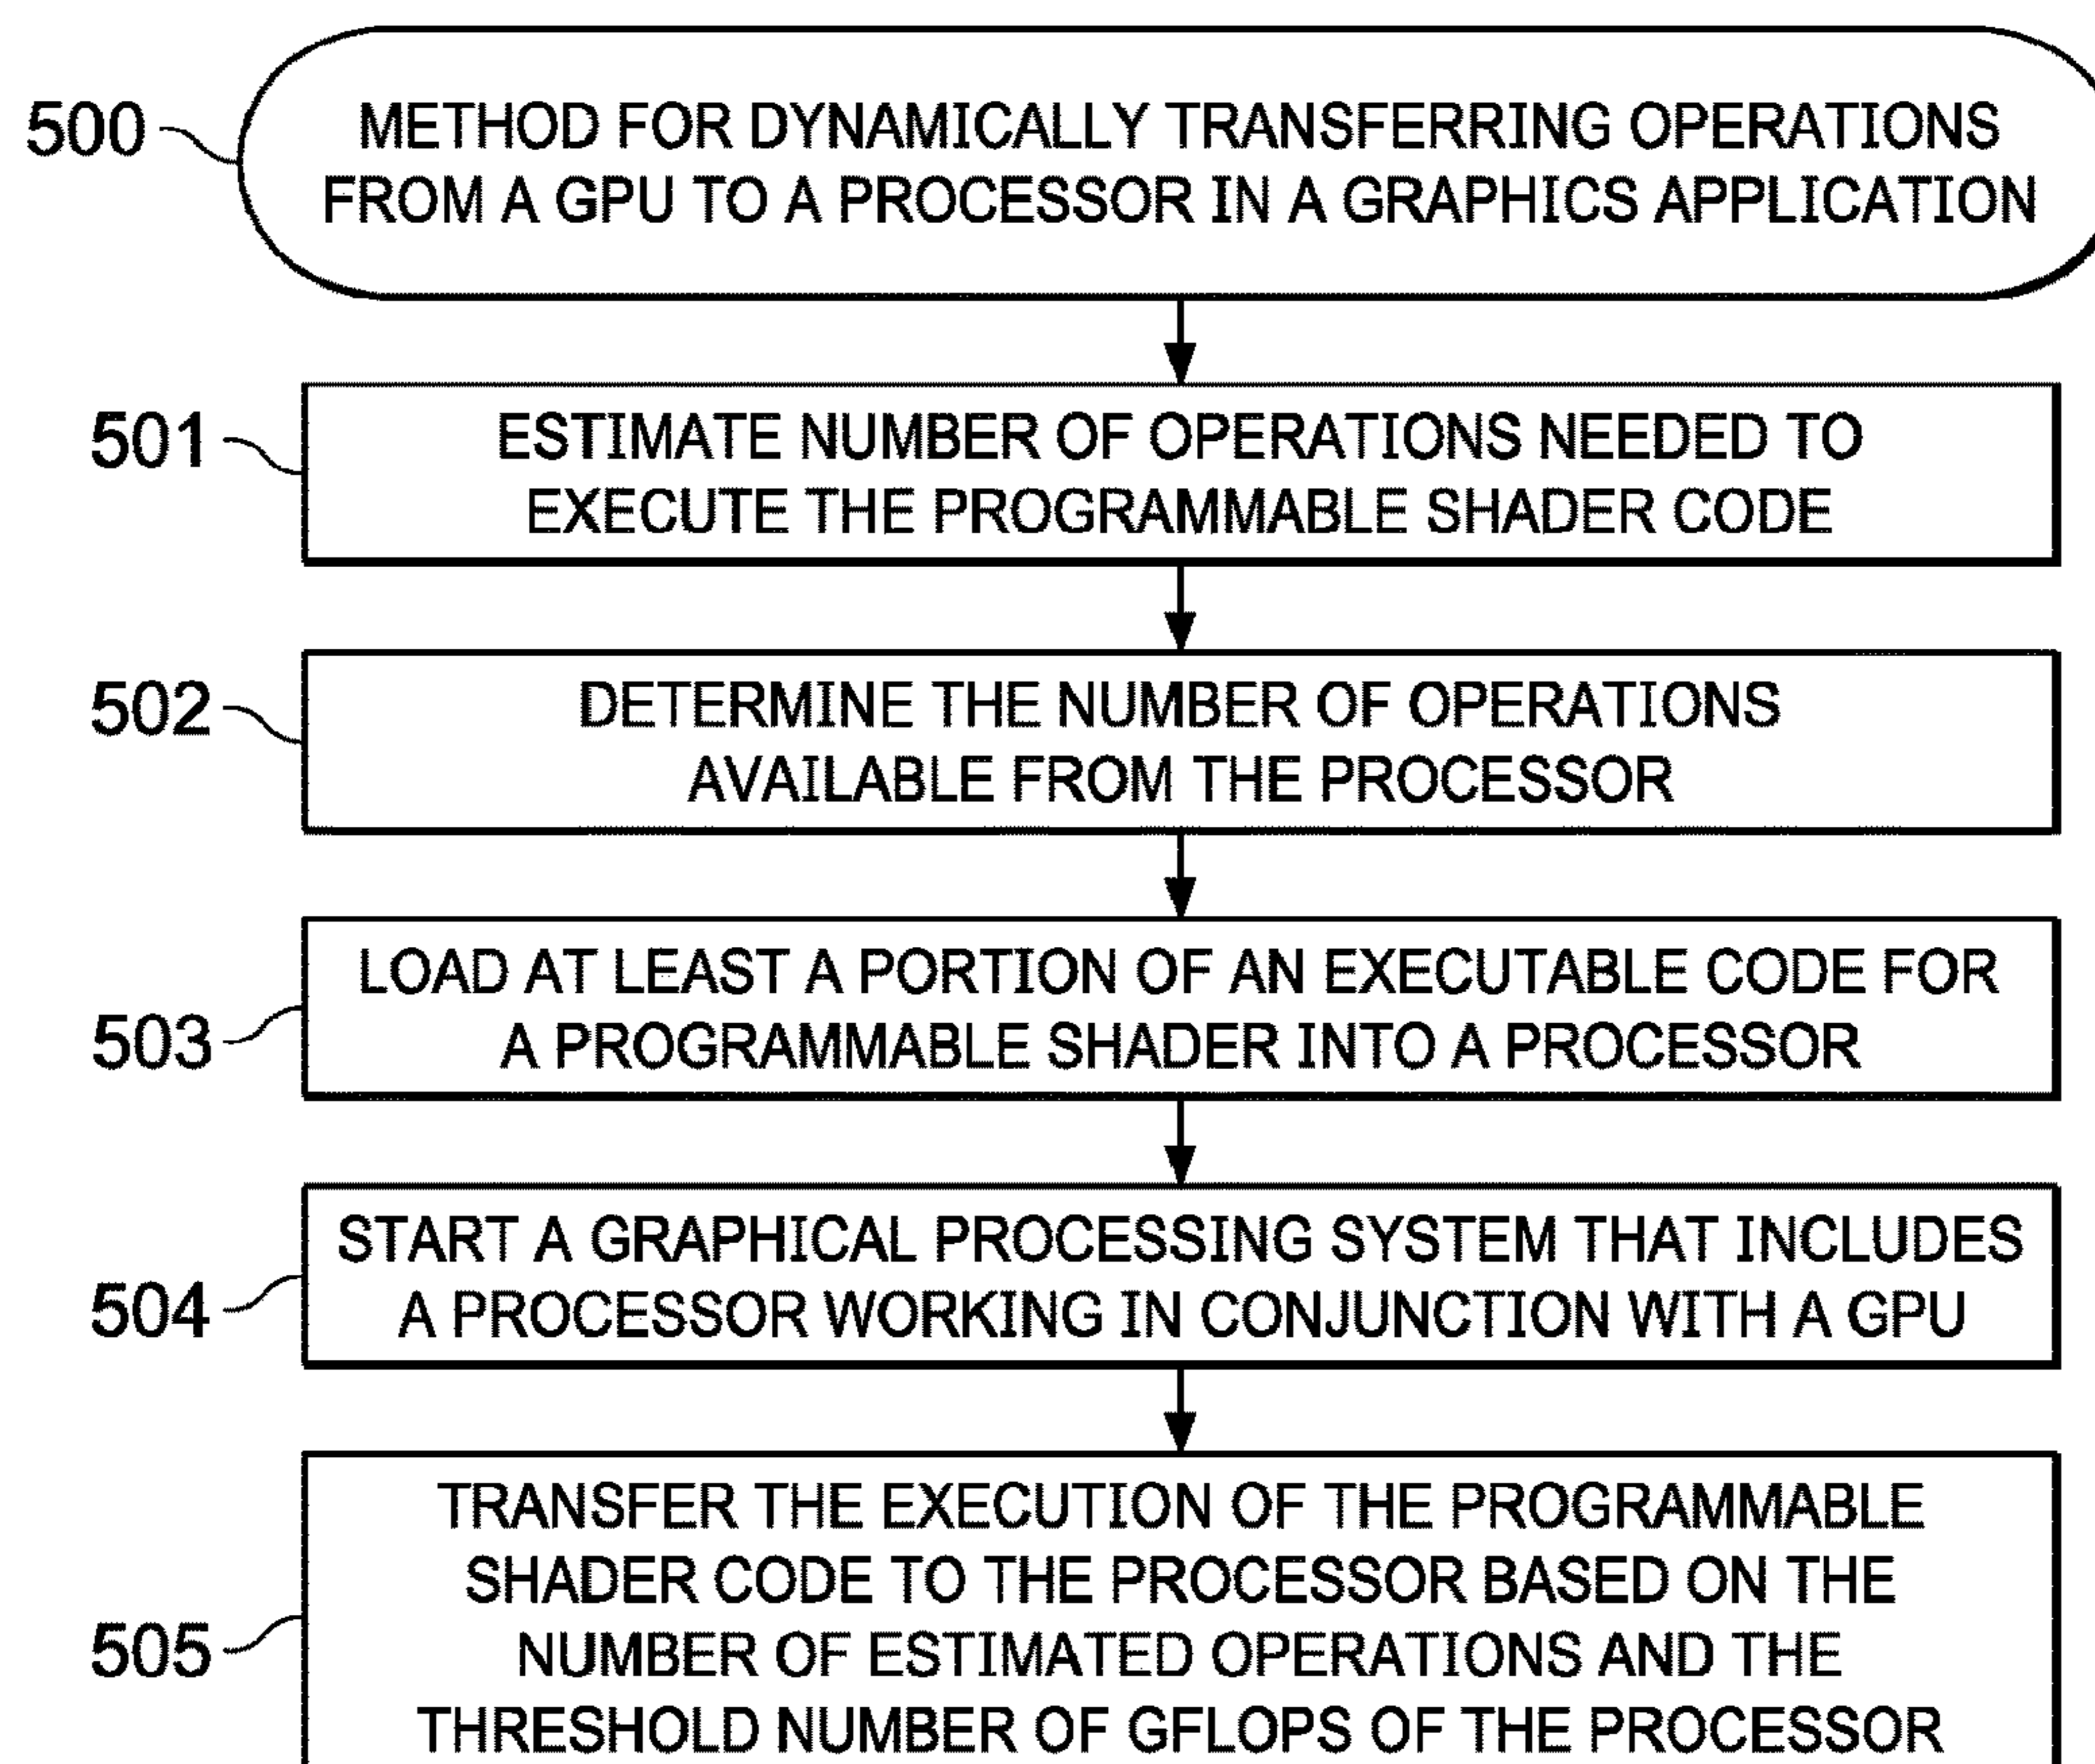 500
METHOD FOR DYNAMICALLY TRANSFERRING OPERATIONS
FROM A GPU TO A PROCESSOR IN A GRAPHICS APPLICATION
501
ESTIMATE NUMBER OF OPERATIONS NEEDED TO
EXECUTE THE PROGRAMMABLE SHADER CODE
502
DETERMINE THE NUMBER OF OPERATIONS
AVAILABLE FROM THE PROCESSOR
503
LOAD AT LEAST A PORTION OF AN EXECUTABLE CODE FOR
A PROGRAMMABLE SHADER INTO A PROCESSOR
504
START A GRAPHICAL PROCESSING SYSTEM THAT INCLUDES
A PROCESSOR WORKING IN CONJUNCTION WITH A GPU
505
TRANSFER THE EXECUTION OF THE PROGRAMMABLE
SHADER CODE TO THE PROCESSOR BASED ON THE
NUMBER OF ESTIMATED OPERATIONS AND THE
THRESHOLD NUMBER OF GFLOPS OF THE PROCESSOR